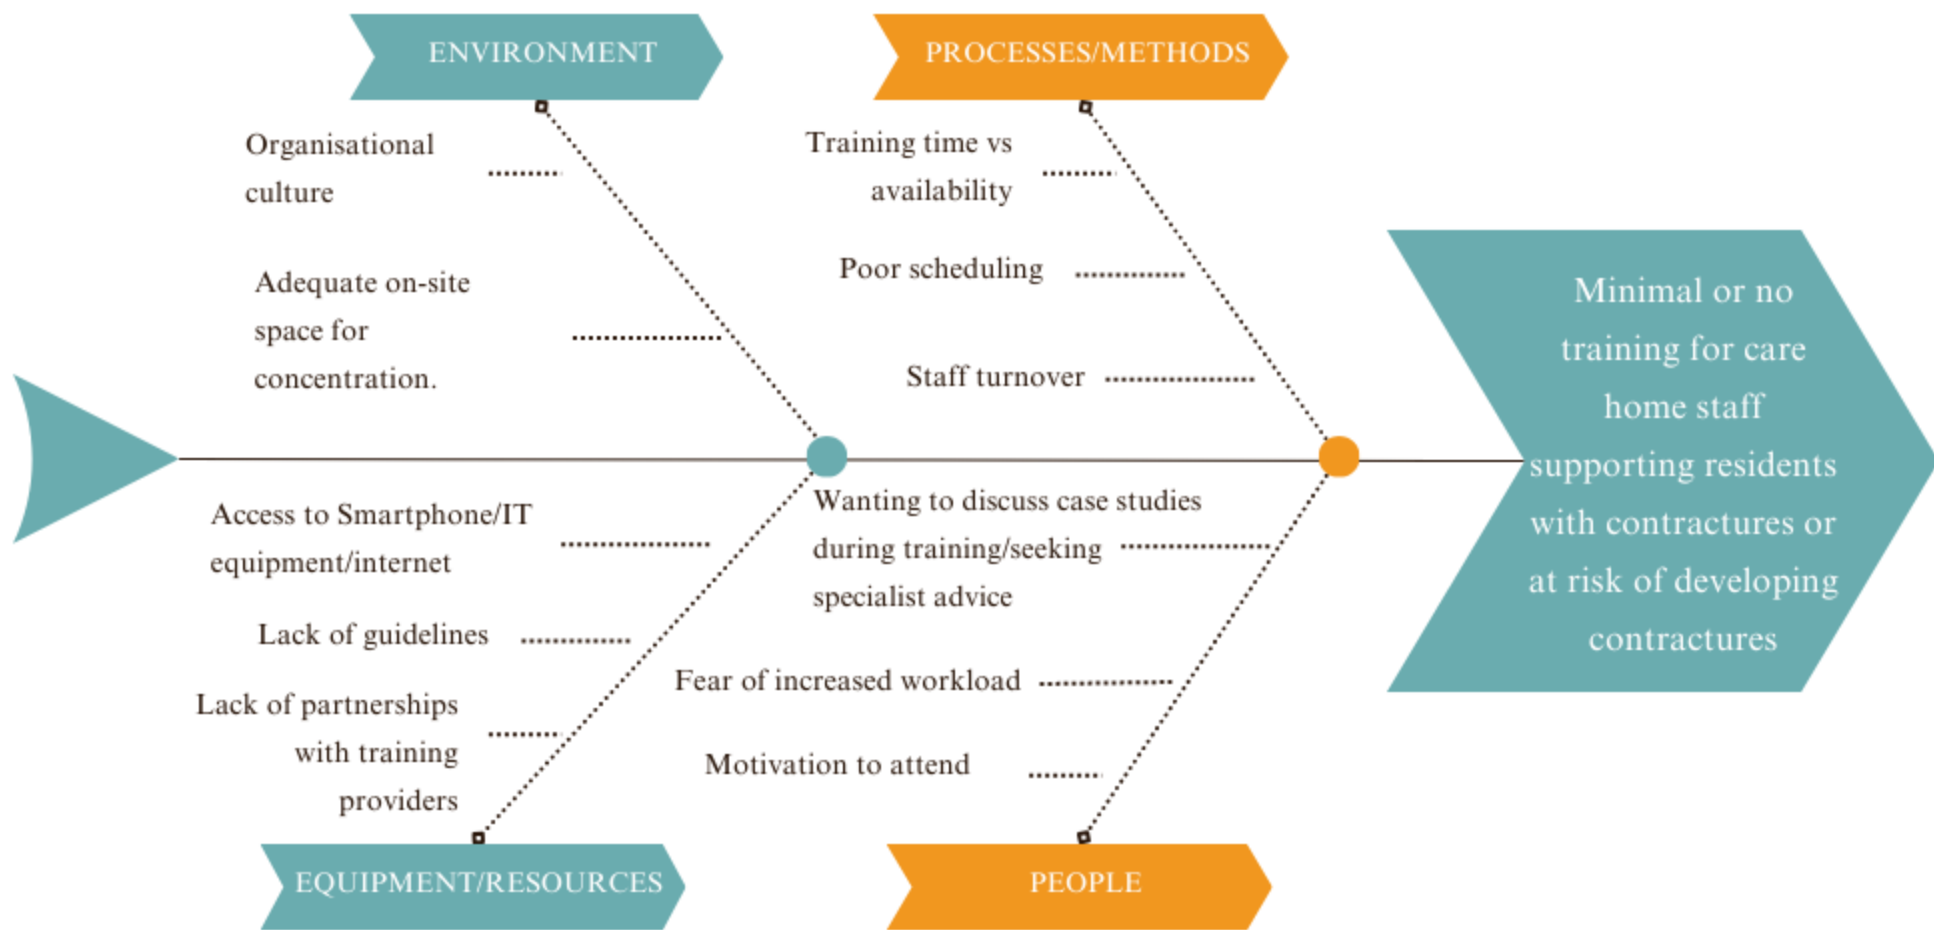 ENVIRONMENT
Organisational
culture
Adequate on-site
space for
concentration.
PROCESSES/METHODS
Training time vs
availability
Poor scheduling
Staff turnover
Access to Smartphone/IT
equipment/internet
Lack of guidelines
Lack of partnerships
with training
providers
EQUIPMENT/RESOURCES
Wanting to discuss case studies
during training/seeking
specialist advice
Fear of increased workload
Motivation to attend
PEOPLE
Minimal or no
training for care
home staff
supporting residents
with contractures or
at risk of developing
contractures